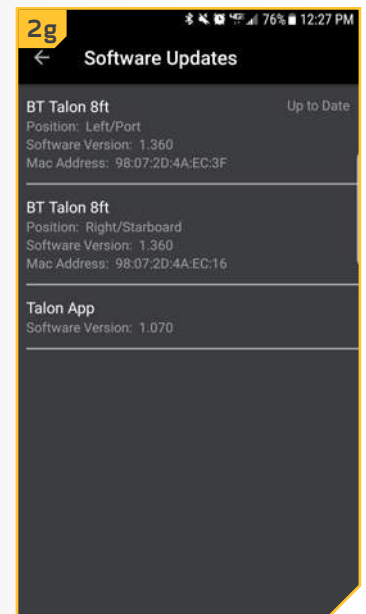 2g
4G 76% 12:27 PM
Software Updates
BT Talon 8ft Up to Date
Position: Left/Port
Software Version: 1.360
Mac Address: 98:07:2D:4A:EC:3F
BT Talon 8ft
Position: Right/Starboard
Software Version: 1.360
Mac Address: 98:07:2D:4A:EC:16
Talon App
Software Version: 1.070